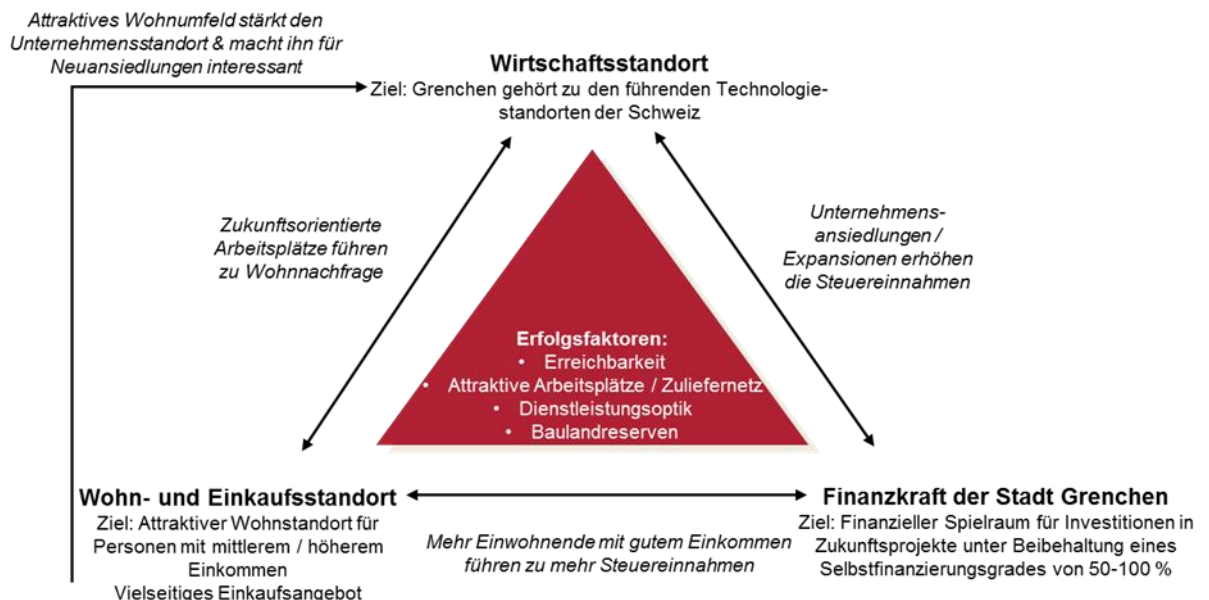 Attraktives Wohnumfeld stärkt den
Unternehmensstandort & macht ihn für
Neuansiedlungen interessant
Wirtschaftsstandort
Ziel: Grenchen gehört zu den führenden Technologie-
standorten der Schweiz
Zukunftsorientierte
Arbeitsplätze führen
zu Wohnnachfrage
Unternehmens-
ansiedlungen /
Expansionen erhöhen
die Steuereinnahmen
Erfolgsfaktoren:
• Erreichbarkeit
• Attraktive Arbeitsplätze / Zuliefernetz
• Dienstleistungsoptik
• Baulandreserven
Wohn- und Einkaufsstandort
Ziel: Attraktiver Wohnstandort für
Personen mit mittlerem / höherem
Einkommen
Vielseitiges Einkaufsangebot
Mehr Einwohnende mit gutem Einkommen
führen zu mehr Steuereinnahmen
Finanzkraft der Stadt Grenchen
Ziel: Finanzieller Spielraum für Investitionen in
Zukunftsprojekte unter Beibehaltung eines
Selbstfinanzierungsgrades von 50-100 %